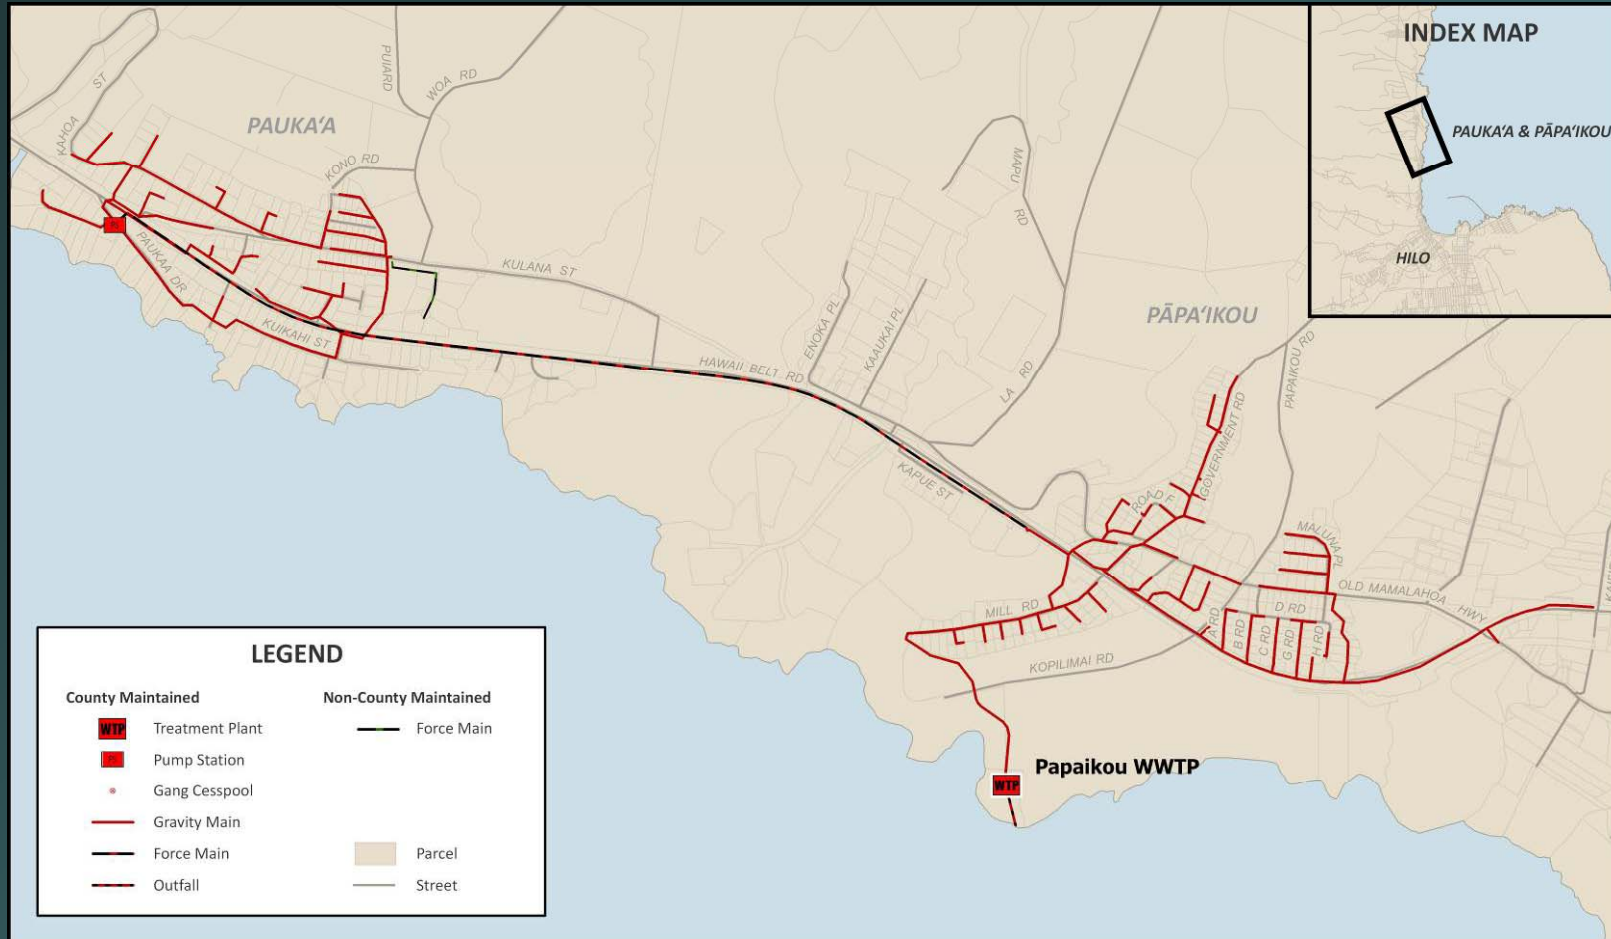 INDEX MAP
PAUKA‘A & PĀPA‘IKOU
HILO
KAHOA ST
PAUKA‘A
PUIARD
WOA RD
KONO RD
PAUKAA DR
KUIKAHI ST
KULANA ST
HAWAII BELT RD
ENOKA PL
KAAUKAI PL
MAPU RD
LA RD
KAPUE ST
PĀPA‘IKOU
PAPAIKOU RD
GOVERNMENT RD
ROAD F
MALUNA PL
OLD MAMALAHOA HWY
MILL RD
KOPILIMAI RD
A RD
B RD
C RD
D RD
G RD
H RD
PS
WTP
Papaikou WWTP
LEGEND
County Maintained
WTP Treatment Plant
PS Pump Station
Gang Cesspool
Gravity Main
Force Main
Outfall
Non-County Maintained
Force Main
Parcel
Street